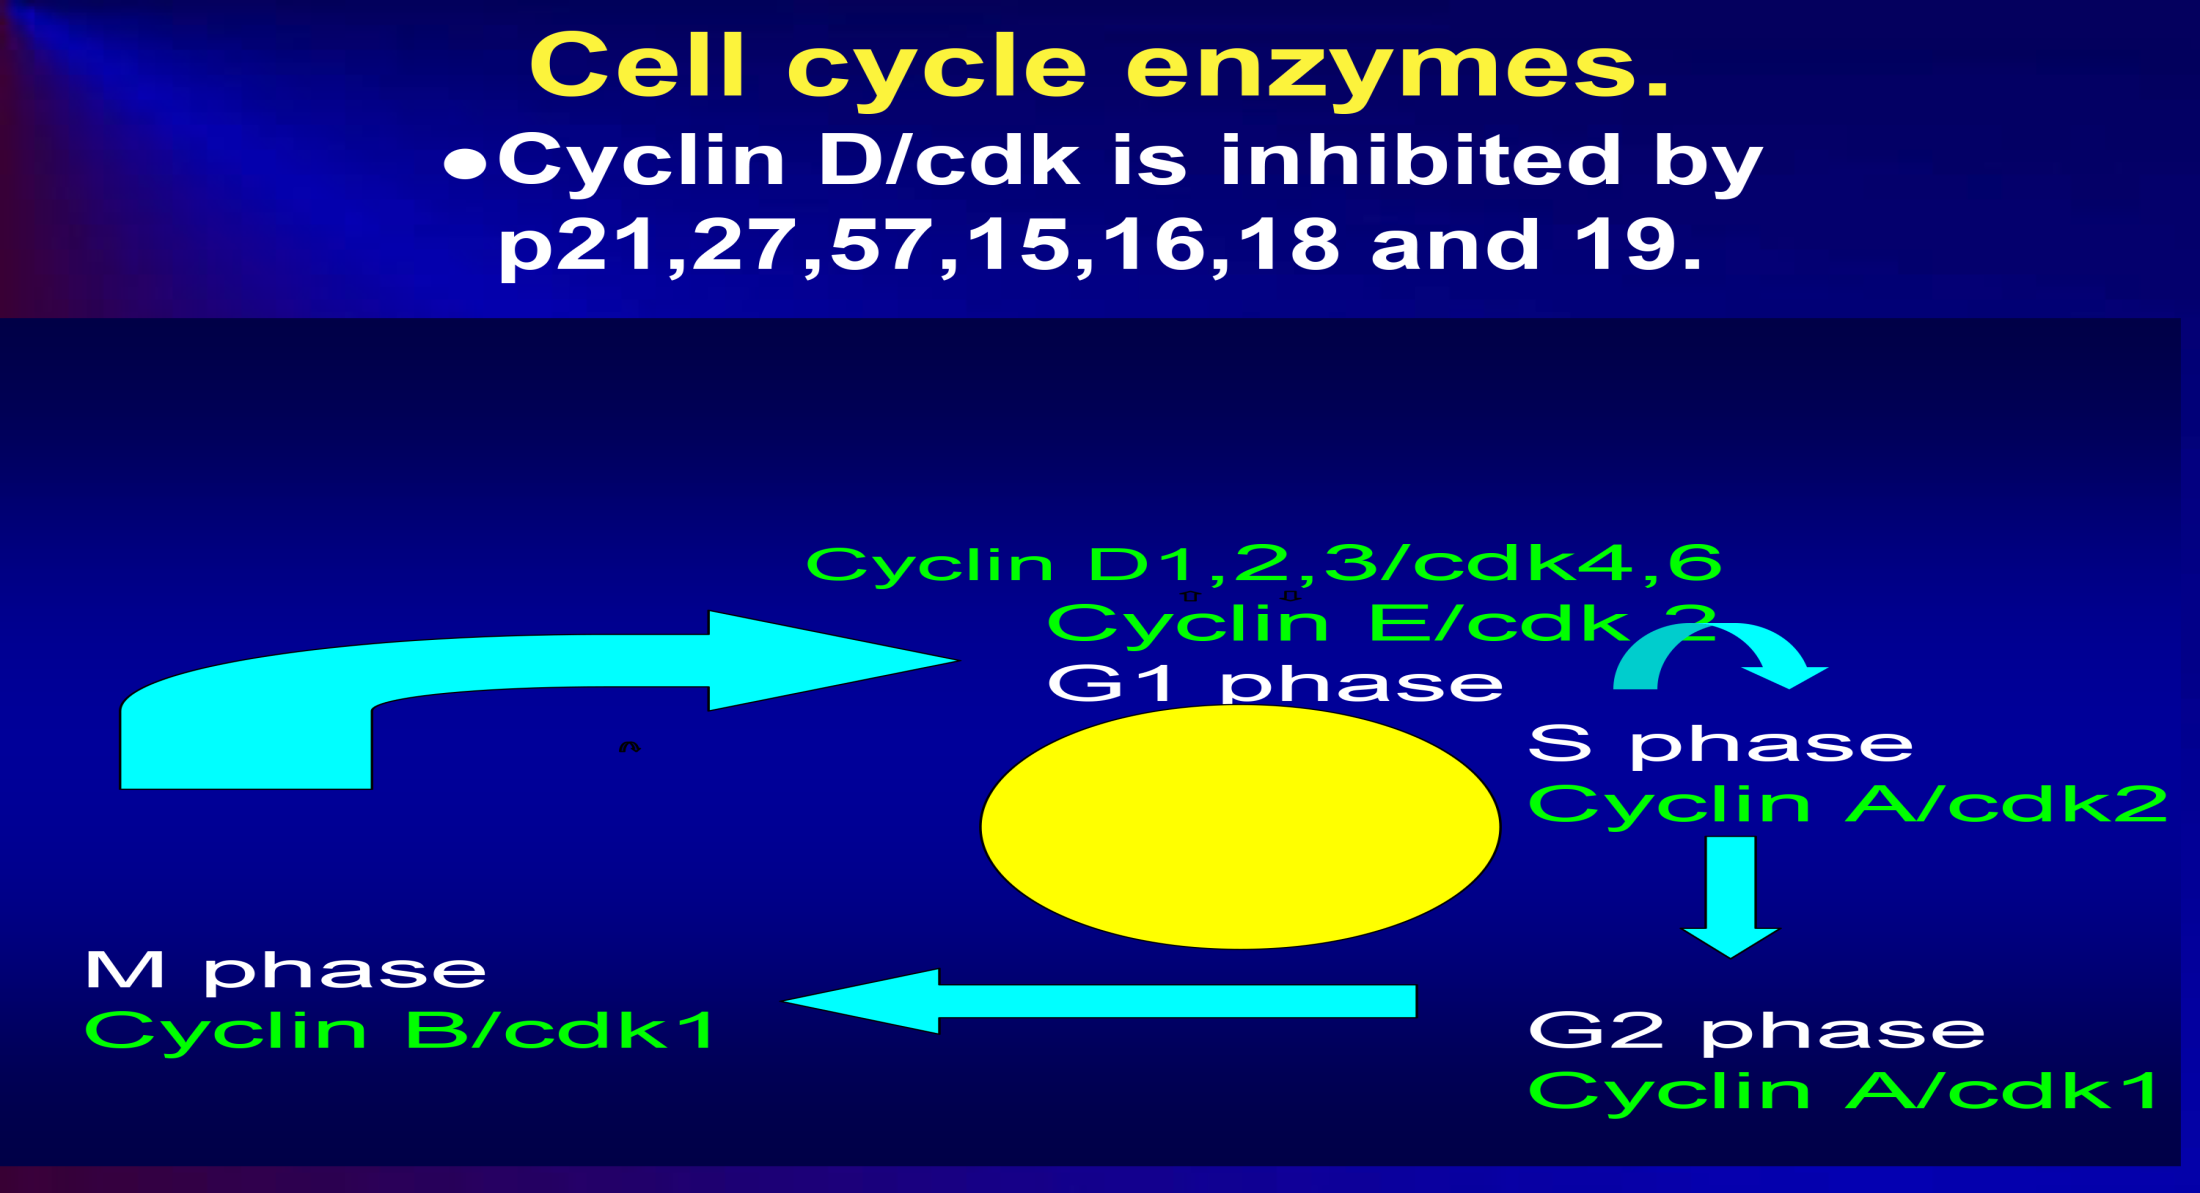 Cell cycle enzymes.
●Cyclin D/cdk is inhibited by
p21,27,57,15,16,18 and 19.
Cyclin D1,2,3/cdk4,6
Cyclin E/cdk 2
G1 phase
S phase
Cyclin A/cdk2
M phase
Cyclin B/cdk1
G2 phase
Cyclin A/cdk1